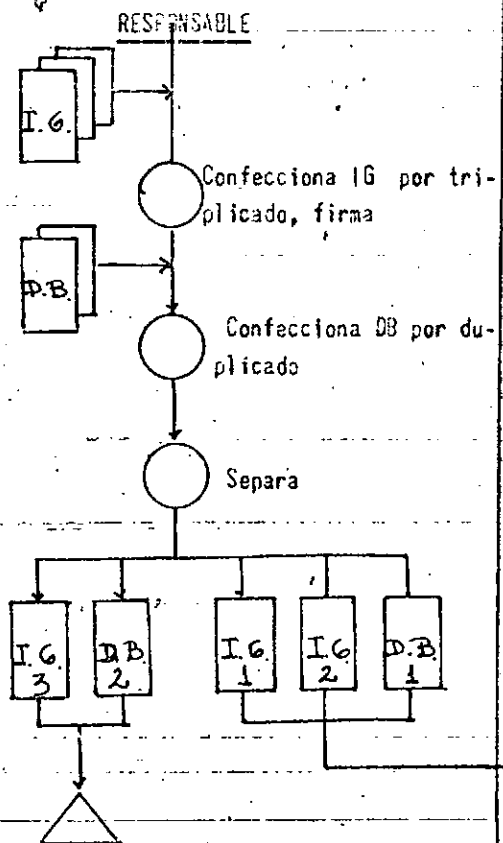 RESPONSABLE
I.G.
Confecciona IG por tri-
plicado, firma
D.B.
Confecciona DB por du-
plicado
Separa
I.G. 3
D.B. 2
I.G. 1
I.G. 2
D.B. 1